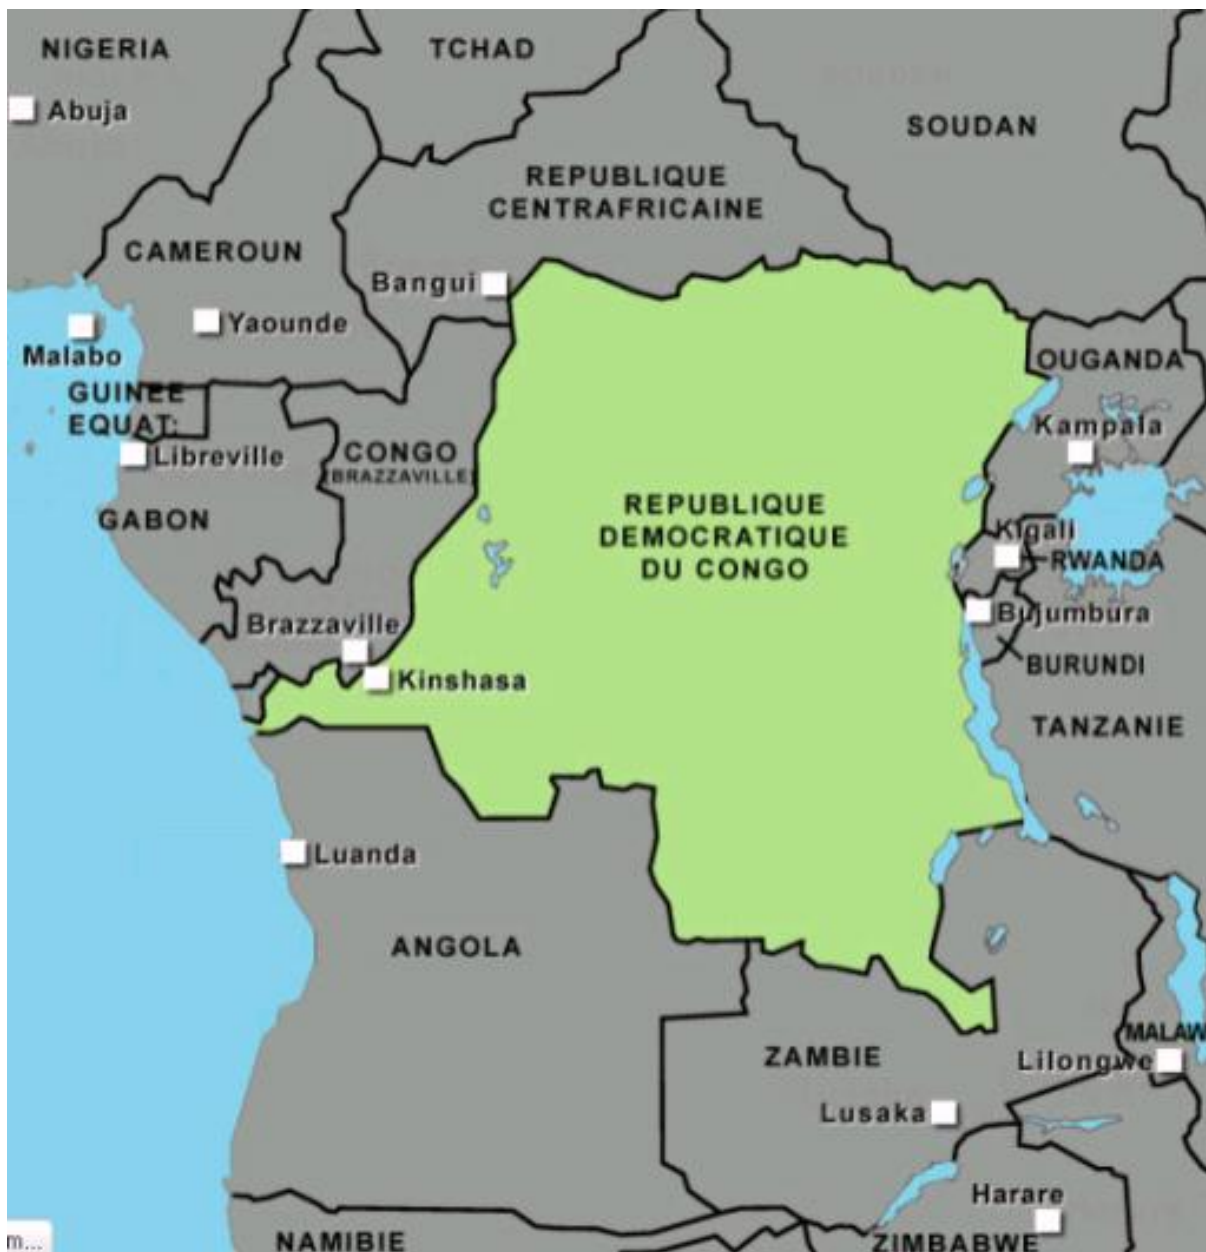 NIGERIA
TCHAD
Abuja
SOUDAN
REPUBLIQUE
CENTRAFRICAINE
CAMEROUN
Bangui
Yaounde
Malabo
OUGANDA
GUINEE
EQUAT.
Kampala
CONGO
(BRAZZAVILLE)
Libreville
GABON
REPUBLIQUE
DEMOCRATIQUE
DU CONGO
Kigali
RWANDA
Bujumbura
Brazzaville
BURUNDI
Kinshasa
TANZANIE
Luanda
ANGOLA
MALAW
ZAMBIE
Lilongwe
Lusaka
Harare
NAMIBIE
ZIMBABWE
m...